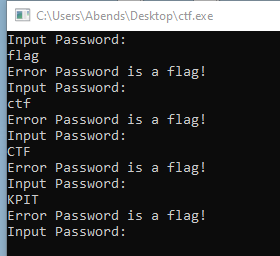 C:\Users\Abends\Desktop\ctf.exe
Input Password:
flag
Error Password is a flag!
Input Password:
ctf
Error Password is a flag!
Input Password:
CTF
Error Password is a flag!
Input Password:
KPIT
Error Password is a flag!
Input Password: